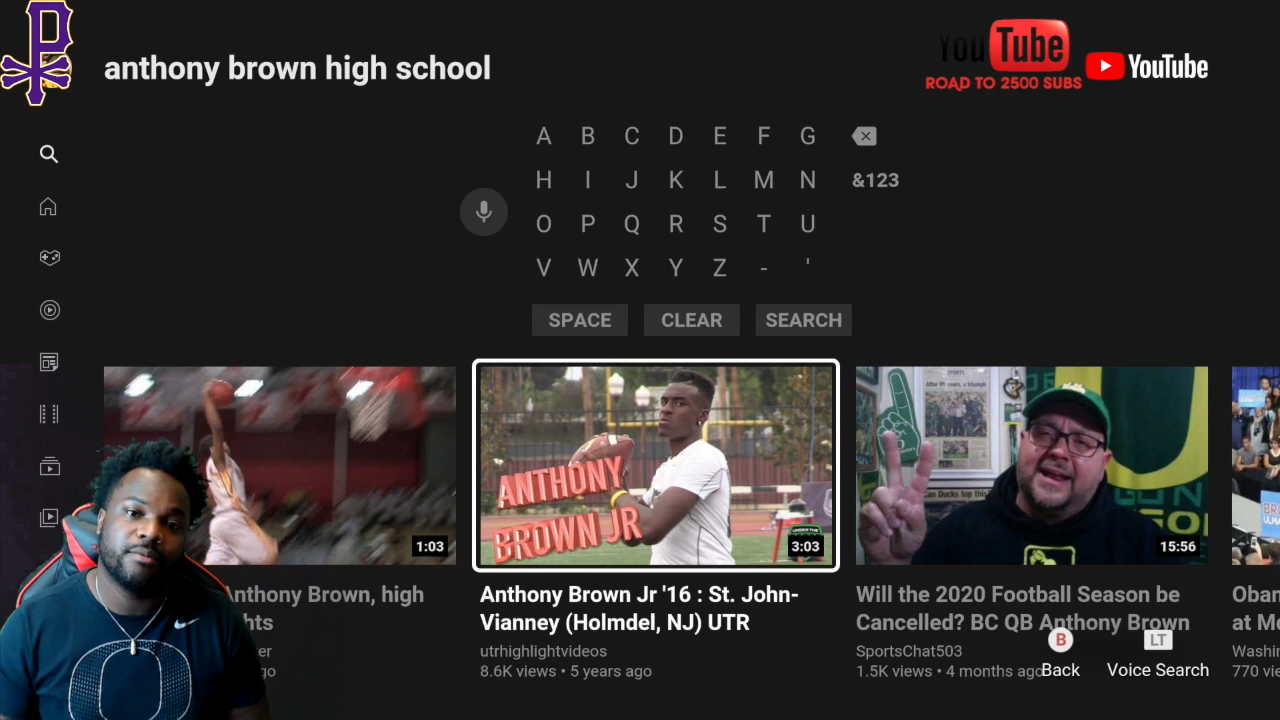 anthony brown high school
YouTube
ROAD TO 2500 SUBS
YouTube
A B C D E F G
H I J K L M N &123
O P Q R S T U
V W X Y Z - '
SPACE CLEAR SEARCH
1:03
ANTHONY
BROWN JR
UNDER THE
3:03
15:56
Anthony Brown, high
Anthony Brown Jr '16 : St. John-
Vianney (Holmdel, NJ) UTR
utrhighlightvideos
8.6K views • 5 years ago
Will the 2020 Football Season be
Cancelled? BC QB Anthony Brown
SportsChat503
1.5K views • 4 months ago
at
770
B
Back
LT
Voice Search